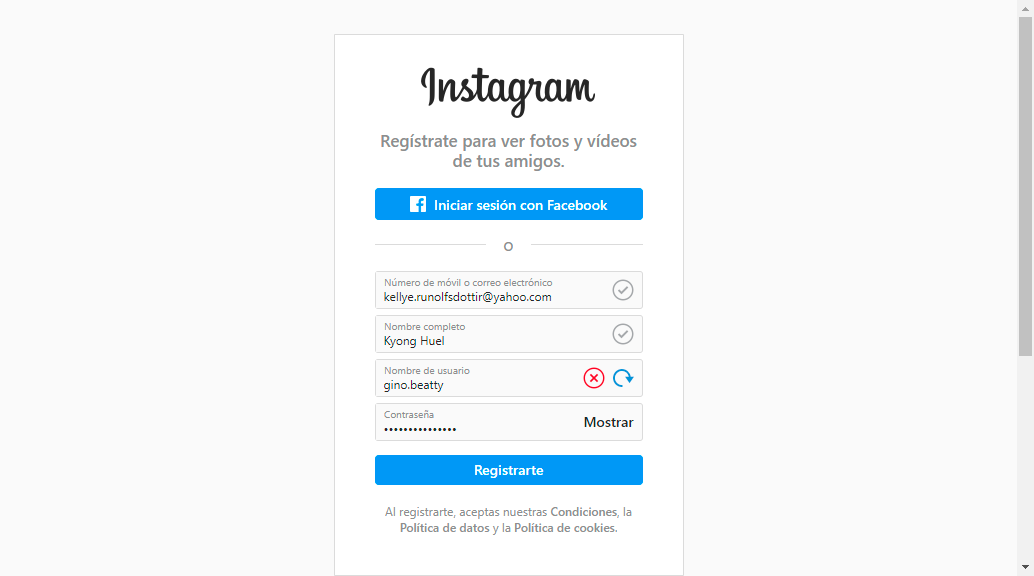 Instagram
Regístrate para ver fotos y vídeos
de tus amigos.
Iniciar sesión con Facebook
O
Número de móvil o correo electrónico
kellye.runolfsdottir@yahoo.com
Nombre completo
Kyong Huel
Nombre de usuario
gino.beatty
Contraseña
•••••••••••••••
Mostrar
Registrarte
Al registrarte, aceptas nuestras Condiciones, la
Política de datos y la Política de cookies.